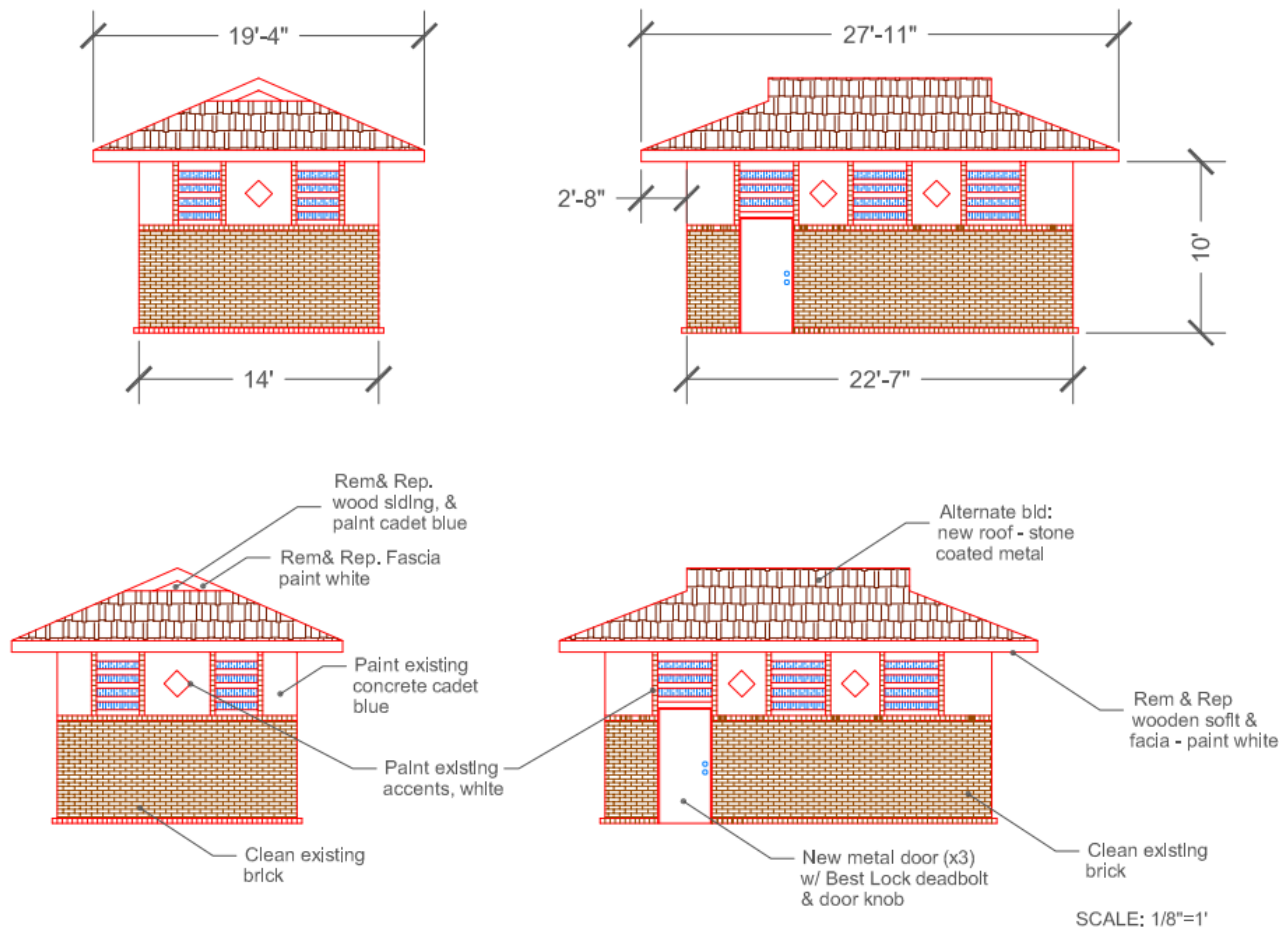 19'-4"
27'-11"
2'-8"
10'
14'
22'-7"
Rem& Rep.
wood siding, &
paint cadet blue
Rem& Rep. Fascia
paint white
Alternate bid:
new roof - stone
coated metal
Paint existing
concrete cadet
blue
Rem & Rep
wooden sofit &
facia - paint white
Paint existing
accents, white
Clean existing
brick
New metal door (x3)
w/ Best Lock deadbolt
& door knob
Clean existing
brick
SCALE: 1/8"=1'